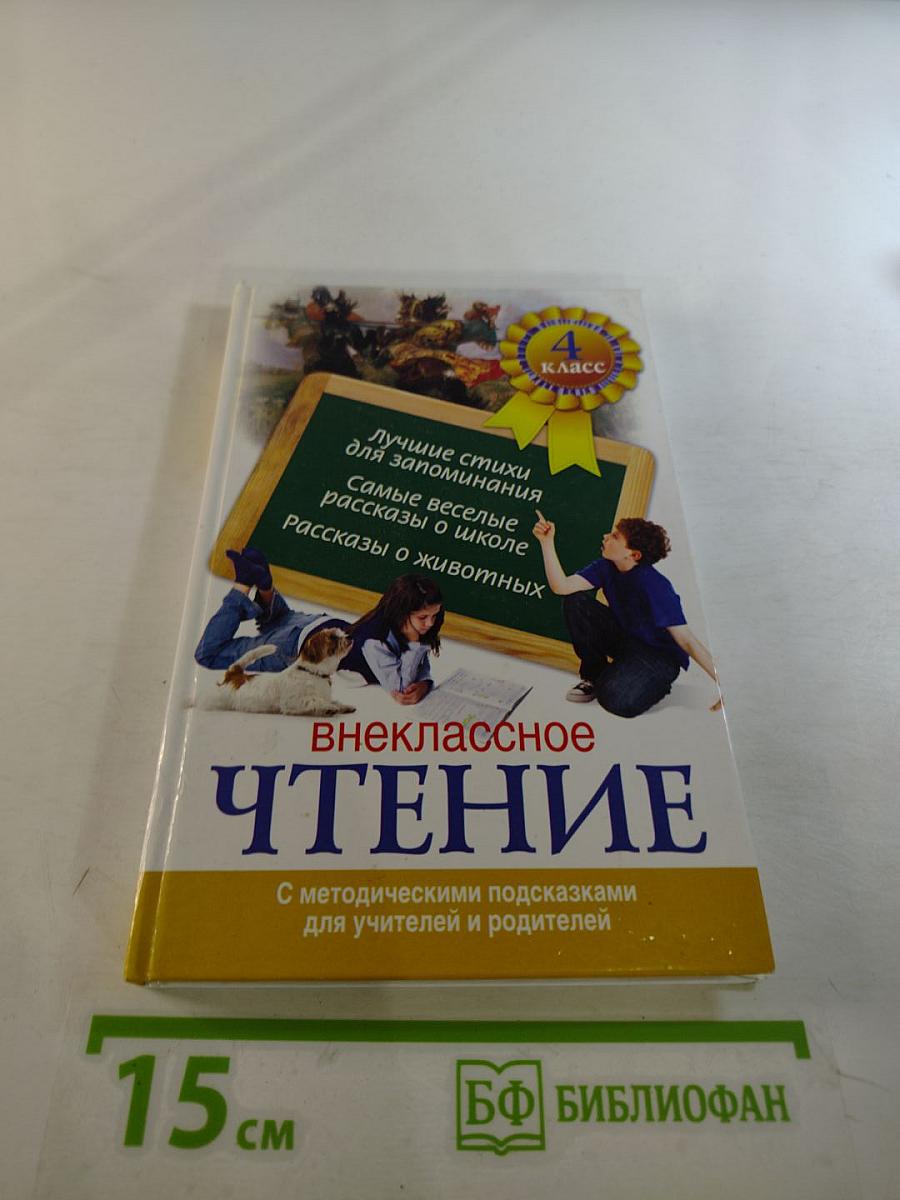 4
класс
Лучшие стихи
для запоминания
Самые веселые
рассказы о школе
Рассказы о животных
внеклассное
ЧТЕНИЕ
С методическими подсказками
для учителей и родителей
15 см
БФ БИБЛИОФАН